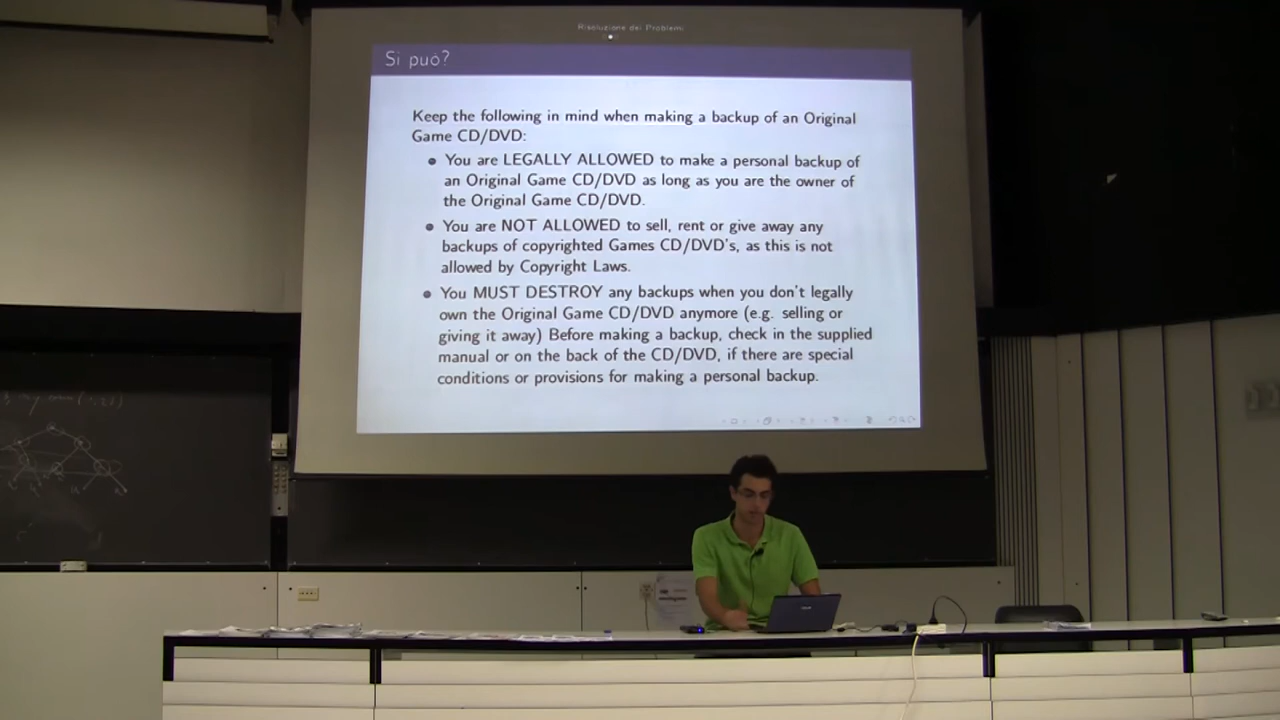 Risoluzione dei Problemi
Si può?
Keep the following in mind when making a backup of an Original
Game CD/DVD:
You are LEGALLY ALLOWED to make a personal backup of
an Original Game CD/DVD as long as you are the owner of
the Original Game CD/DVD.
You are NOT ALLOWED to sell, rent or give away any
backups of copyrighted Games CD/DVD's, as this is not
allowed by Copyright Laws.
You MUST DESTROY any backups when you don't legally
own the Original Game CD/DVD anymore (e.g. selling or
giving it away) Before making a backup, check in the supplied
manual or on the back of the CD/DVD, if there are special
conditions or provisions for making a personal backup.